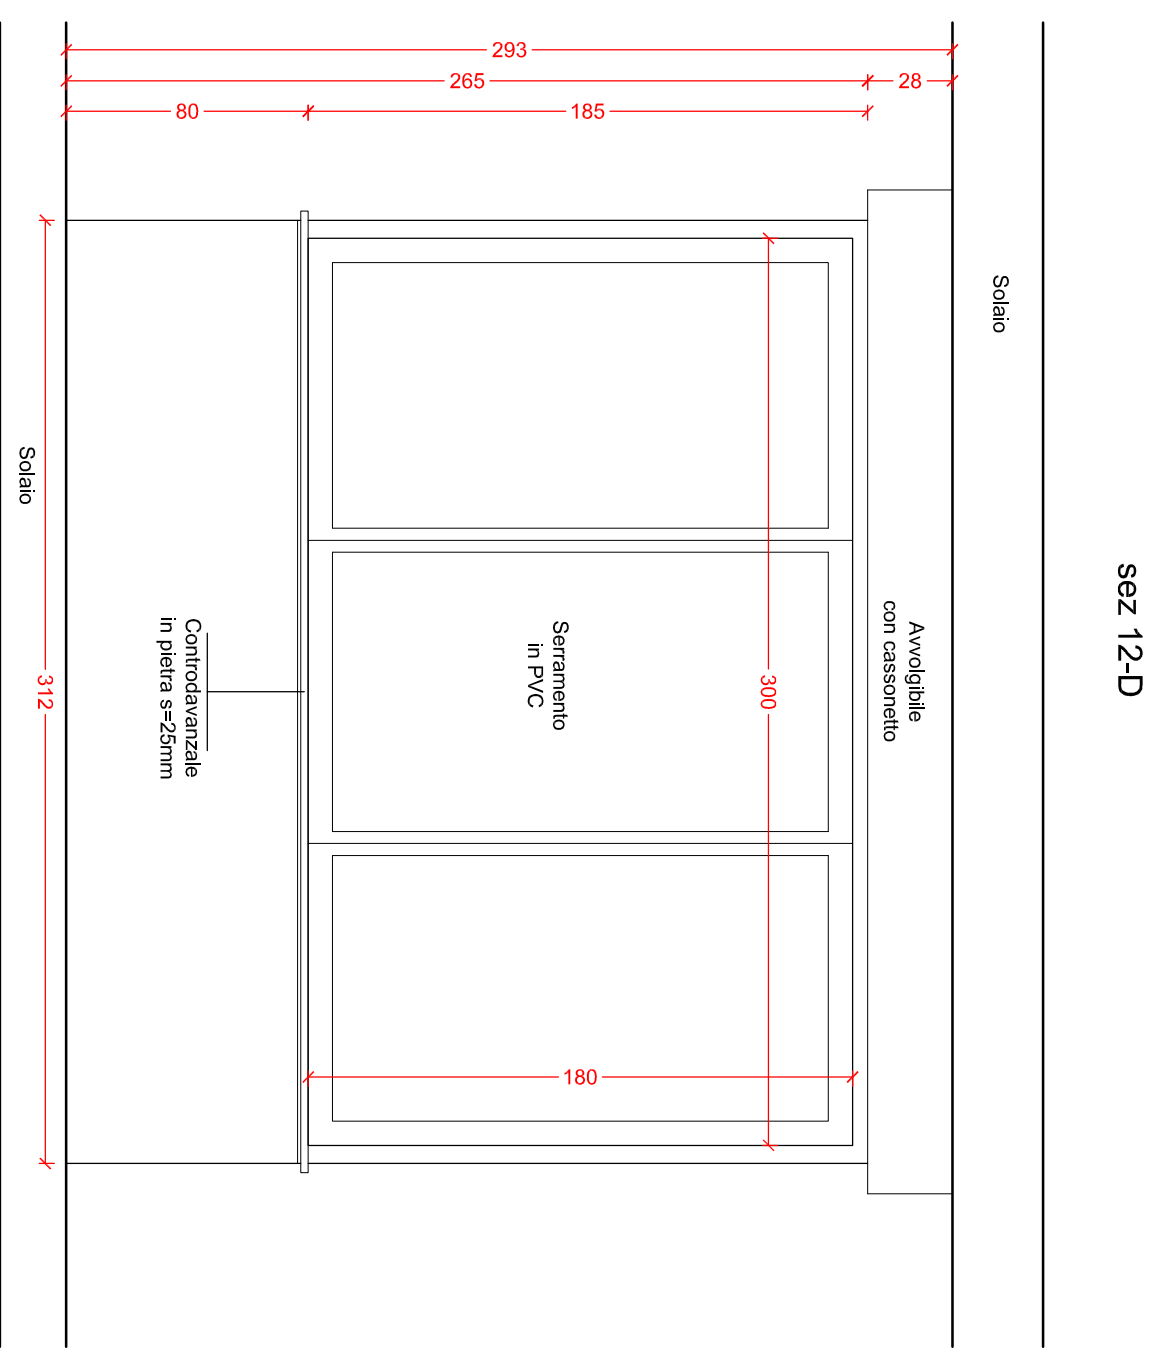 sez 12-D
Solaio
Avvolgibile
con cassonetto
293
265
28
80
185
300
Serramento
in PVC
180
Controdavanzale
in pietra s=25mm
312
Solaio